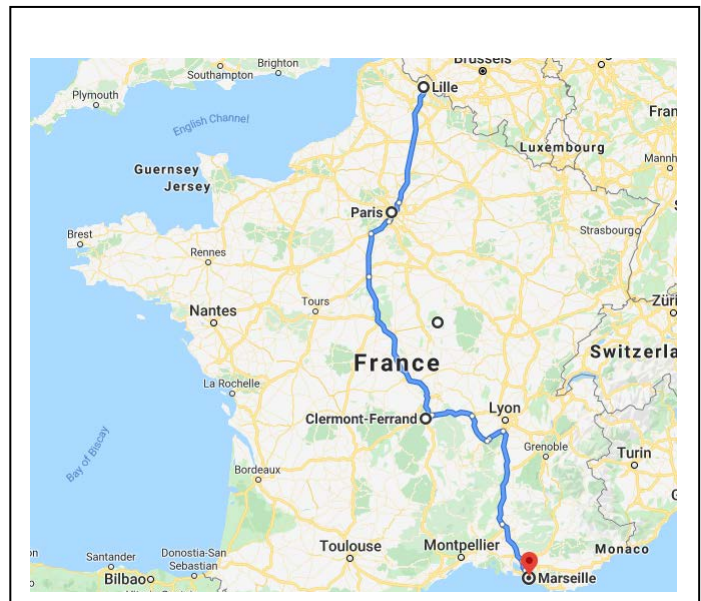 Brighton
Brussels
Southampton
Lille
Plymouth
Fran
English Channel
Luxembourg
Guernsey
Mannh
Jersey
Paris
Brest
Strasbourg
Rennes
Züri
Nantes
Tours
Switzerla
France
La Rochelle
Lyon
Clermont-Ferrand
Grenoble
Turin
Bay of Biscay
Bordeaux
Toulouse
Montpellier
Monaco
Santander
Donostia-San
Sebastian
Bilbao
Marseille